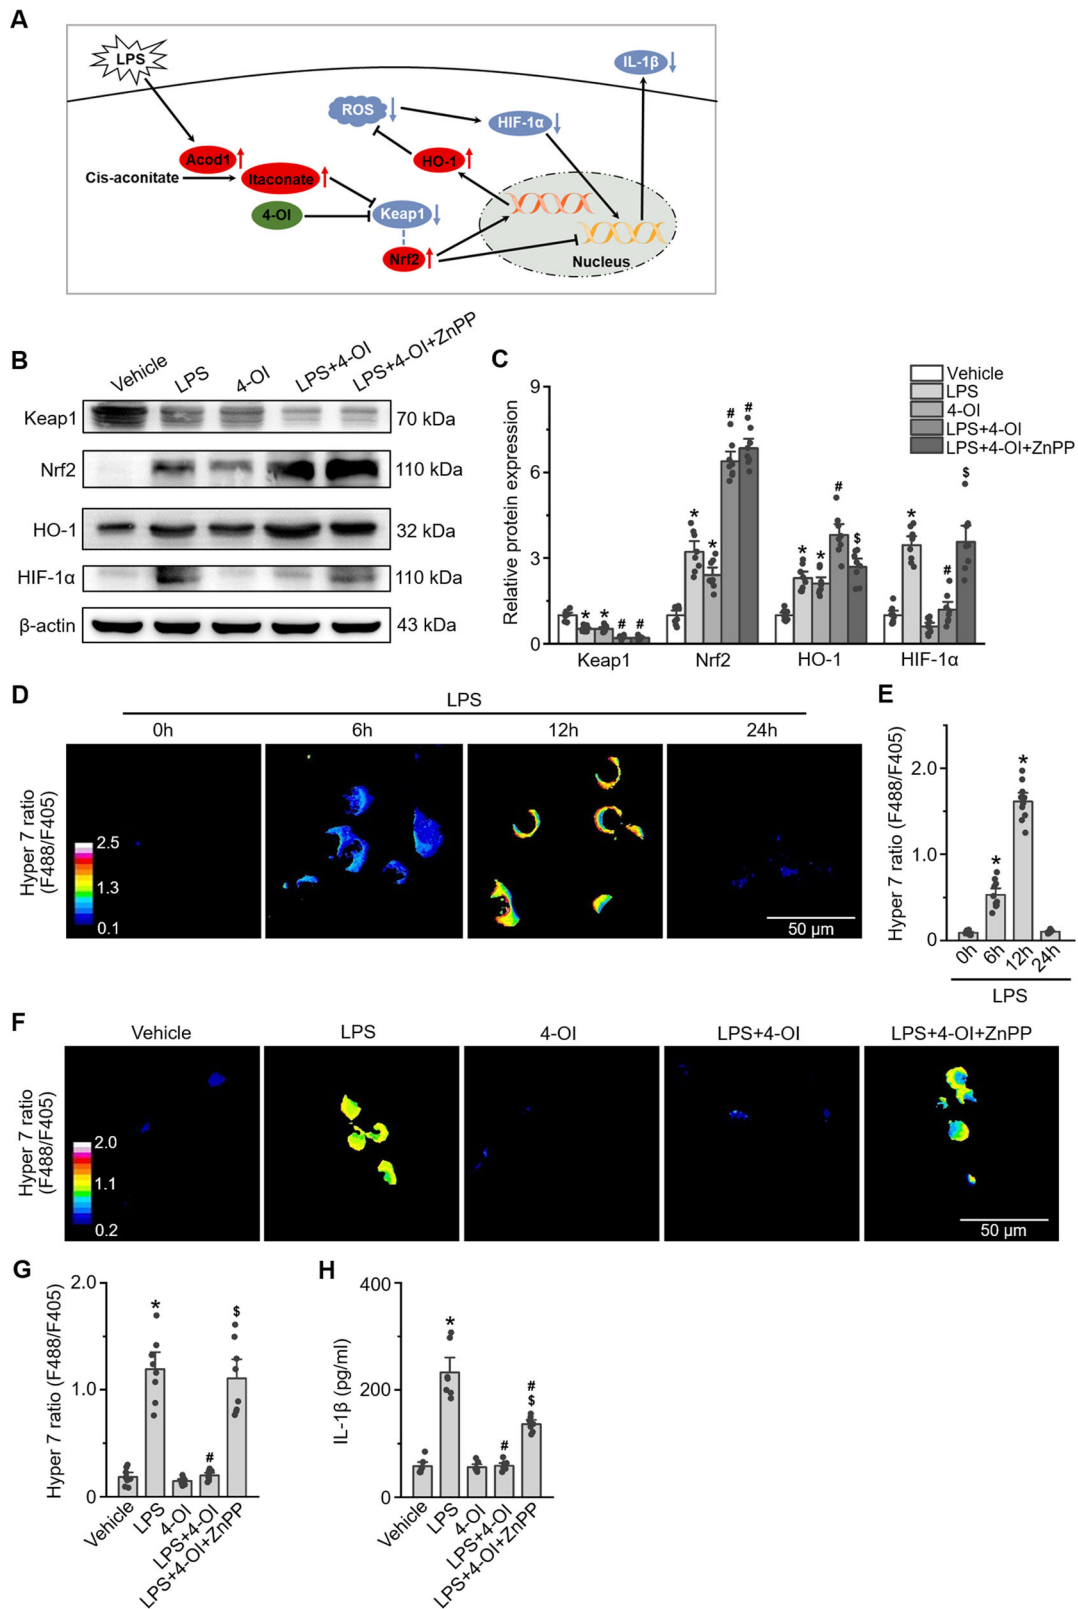 A
LPS
IL-1β
ROS
HIF-1α
Acod1
HO-1
Cis-aconitate
Itaconate
4-OI
Keap1
Nrf2
Nucleus
B
Vehicle
LPS
4-OI
LPS+4-OI
LPS+4-OI+ZnPP
Keap1
70 kDa
Nrf2
110 kDa
HO-1
32 kDa
HIF-1α
110 kDa
β-actin
43 kDa
C
Vehicle
LPS
4-OI
LPS+4-OI
LPS+4-OI+ZnPP
Relative protein expression
9
6
3
0
* * # #
* * # #
* * # $
* # $
Keap1 Nrf2 HO-1 HIF-1α
D
LPS
0h 6h 12h 24h
Hyper 7 ratio
(F488/F405)
2.5
1.3
0.1
50 μm
E
Hyper 7 ratio (F488/F405)
2.0
1.0
0
* *
0h 6h 12h 24h
LPS
F
Vehicle LPS 4-OI LPS+4-OI LPS+4-OI+ZnPP
Hyper 7 ratio
(F488/F405)
2.0
1.1
0.2
50 μm
G
Hyper 7 ratio (F488/F405)
2.0
1.0
0
* # $
Vehicle
LPS
4-OI
LPS+4-OI
LPS+4-OI+ZnPP
H
IL-1β (pg/ml)
400
200
0
* # #
$
Vehicle
LPS
4-OI
LPS+4-OI
LPS+4-OI+ZnPP